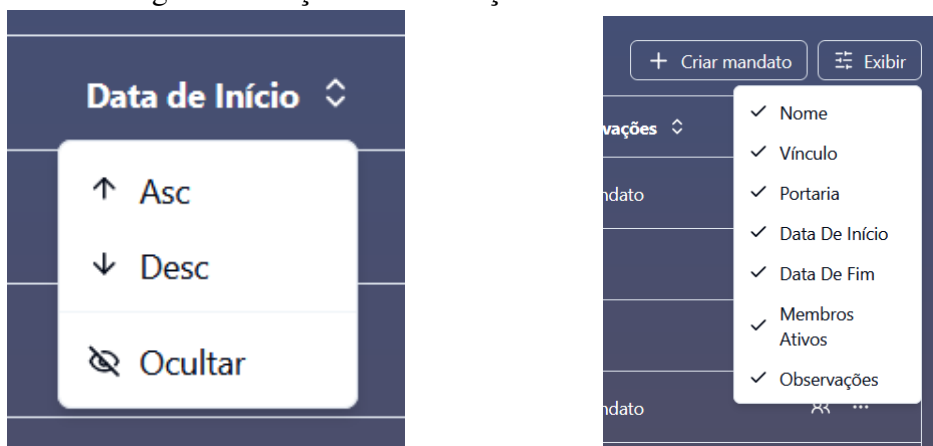 Data de Início
Asc
Desc
Ocultar
Criar mandato
Exibir
vações
ndato
ndato
Nome
Vínculo
Portaria
Data De Início
Data De Fim
Membros
Ativos
Observações